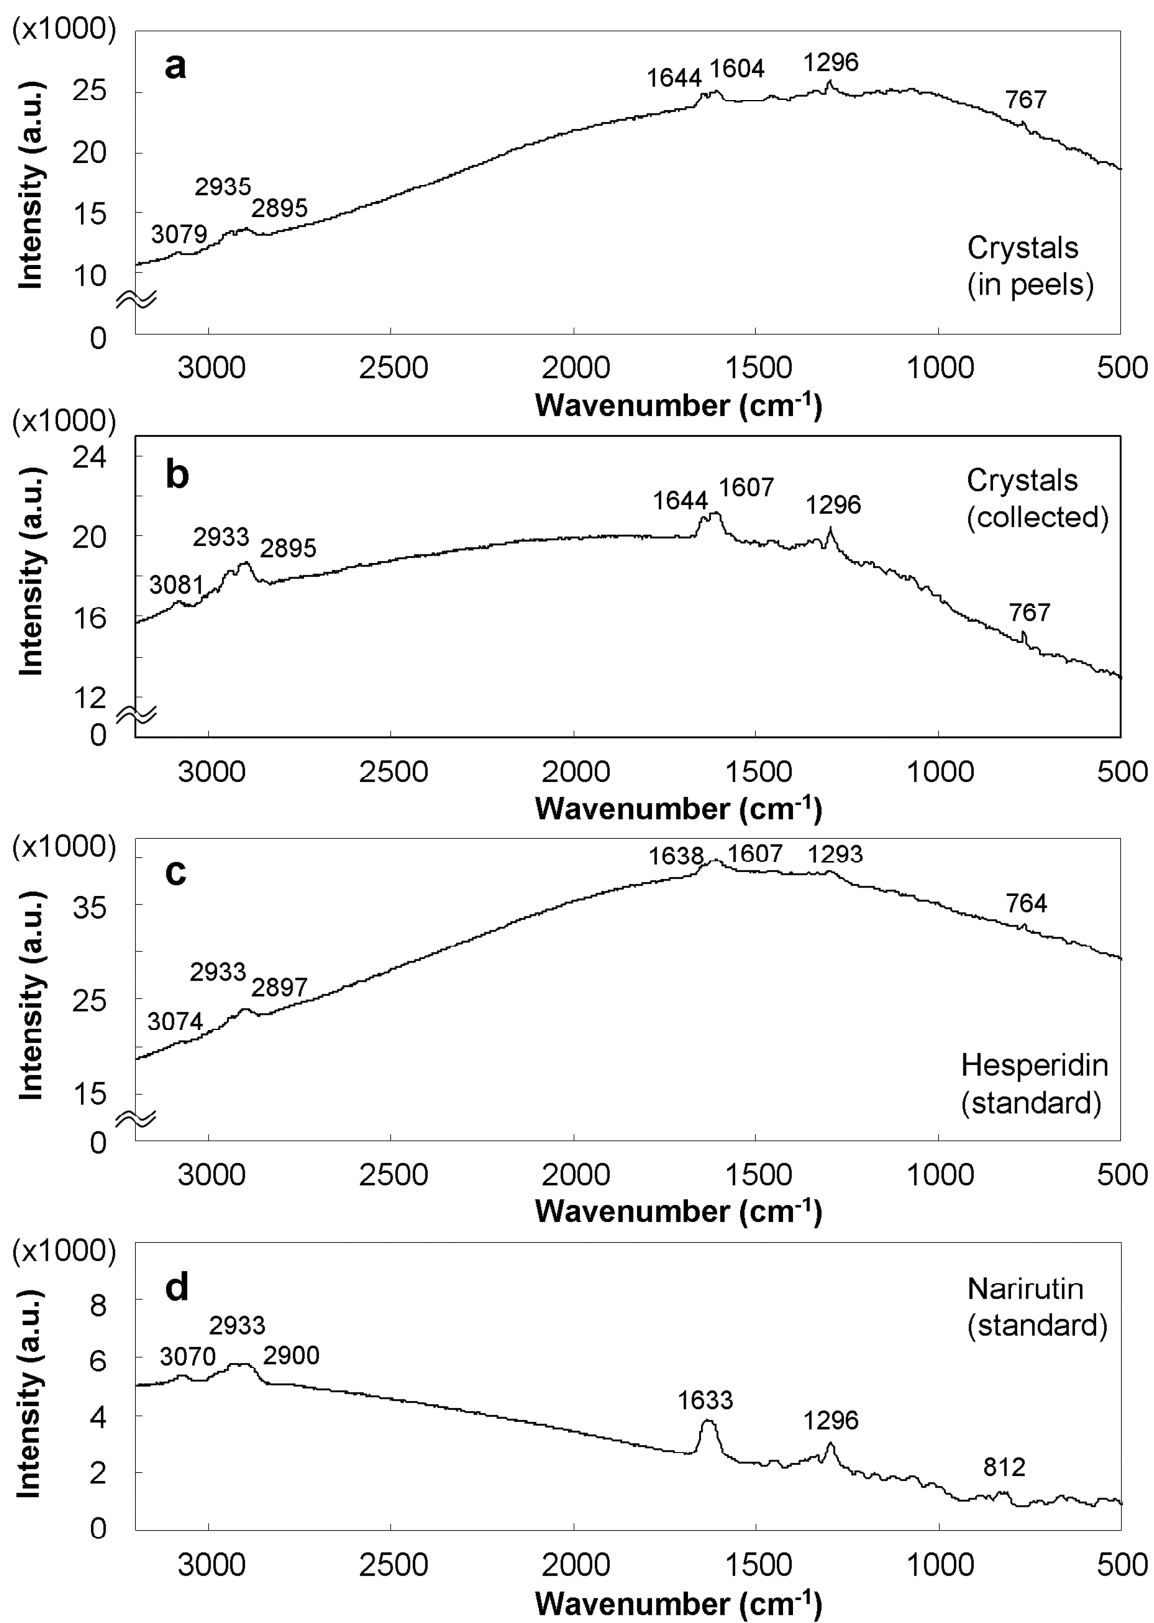 (x1000)
a
Intensity (a.u.)
25
20
15
10
0
3079
2935
2895
1644
1604
1296
767
Crystals
(in peels)
3000
2500
2000
1500
1000
500
Wavenumber (cm-1)
(x1000)
b
Intensity (a.u.)
24
20
16
12
0
3081
2933
2895
1644
1607
1296
767
Crystals
(collected)
3000
2500
2000
1500
1000
500
Wavenumber (cm-1)
(x1000)
c
Intensity (a.u.)
35
25
15
0
3074
2933
2897
1638
1607
1293
764
Hesperidin
(standard)
3000
2500
2000
1500
1000
500
Wavenumber (cm-1)
(x1000)
d
Intensity (a.u.)
8
6
4
2
0
3070
2933
2900
1633
1296
812
Narirutin
(standard)
3000
2500
2000
1500
1000
500
Wavenumber (cm-1)